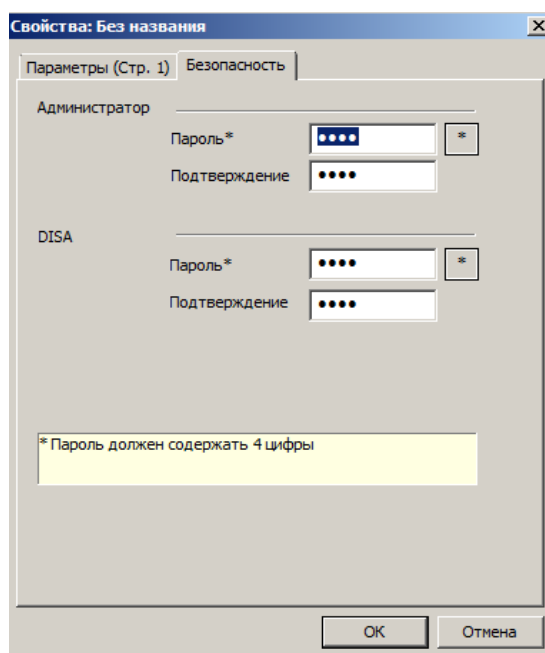 Свойства: Без названия
Параметры (Стр. 1) Безопасность
Администратор
Пароль* •••• *
Подтверждение ••••
DISA
Пароль* •••• *
Подтверждение ••••
* Пароль должен содержать 4 цифры
OK Отмена